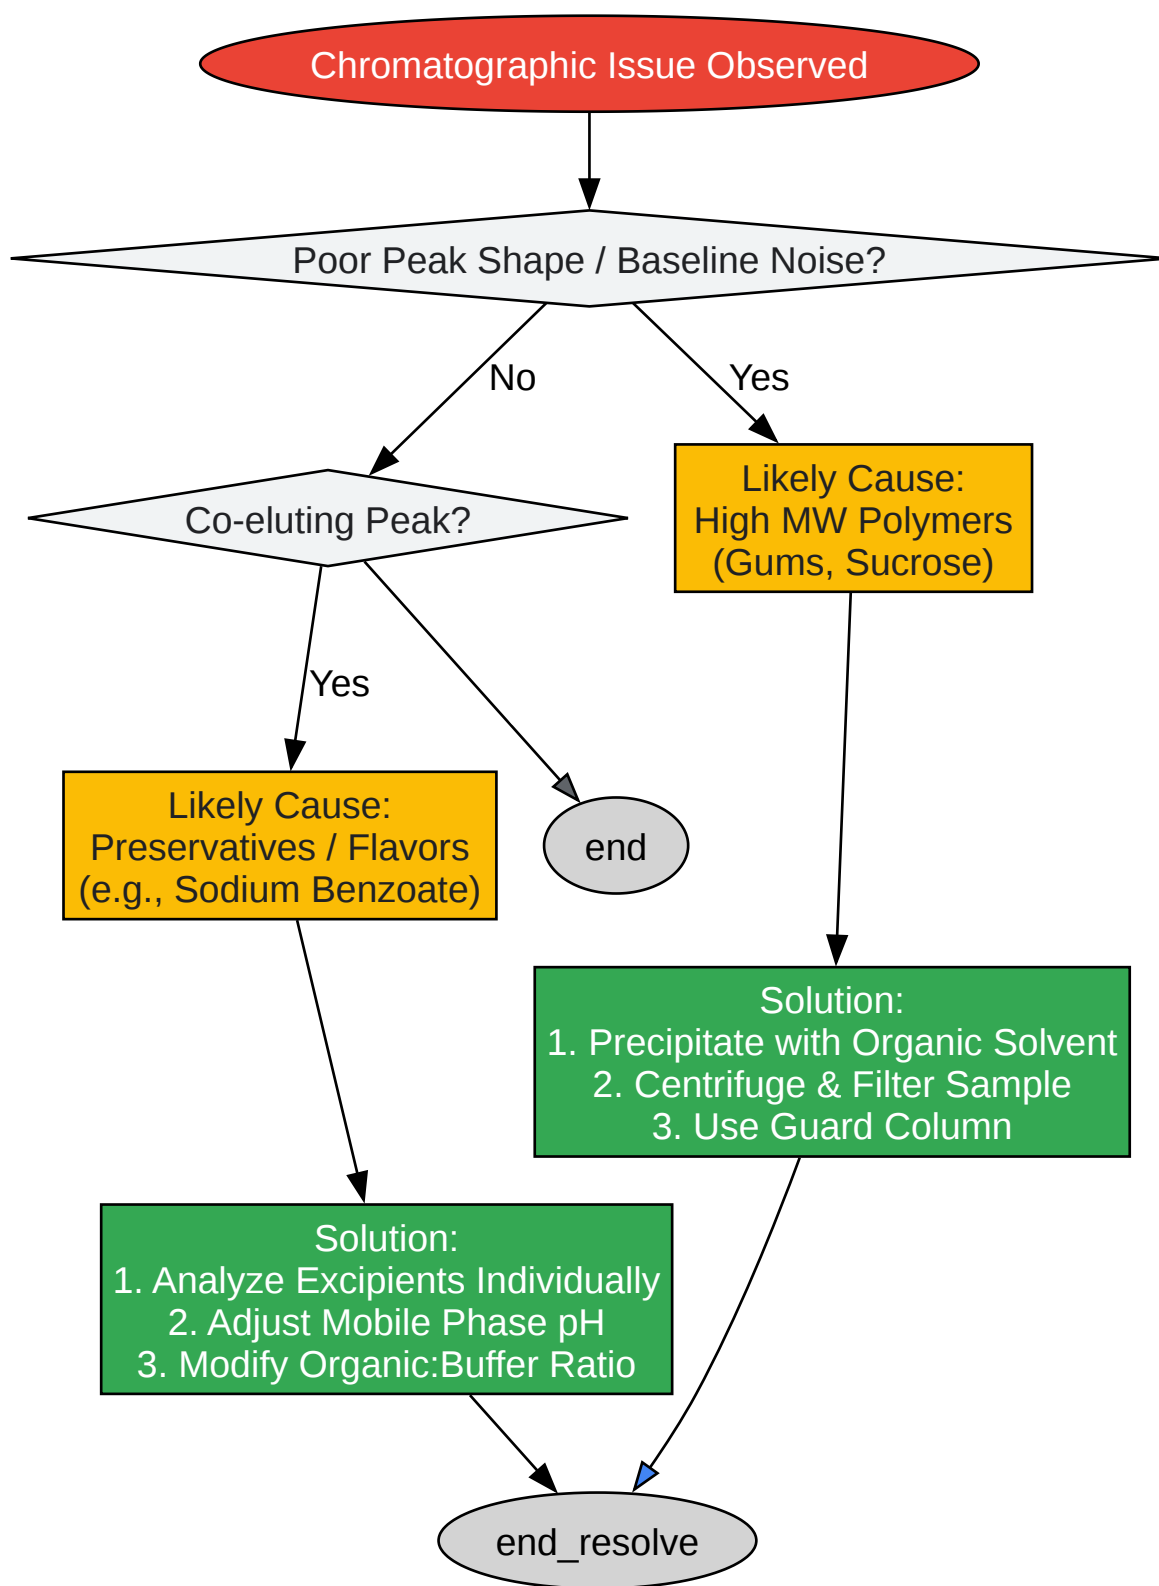 Chromatographic Issue Observed
Poor Peak Shape / Baseline Noise?
No
Yes
Likely Cause:
High MW Polymers
(Gums, Sucrose)
Co-eluting Peak?
Yes
Likely Cause:
Preservatives / Flavors
(e.g., Sodium Benzoate)
end
Solution:
1. Precipitate with Organic Solvent
2. Centrifuge & Filter Sample
3. Use Guard Column
Solution:
1. Analyze Excipients Individually
2. Adjust Mobile Phase pH
3. Modify Organic:Buffer Ratio
end_resolve